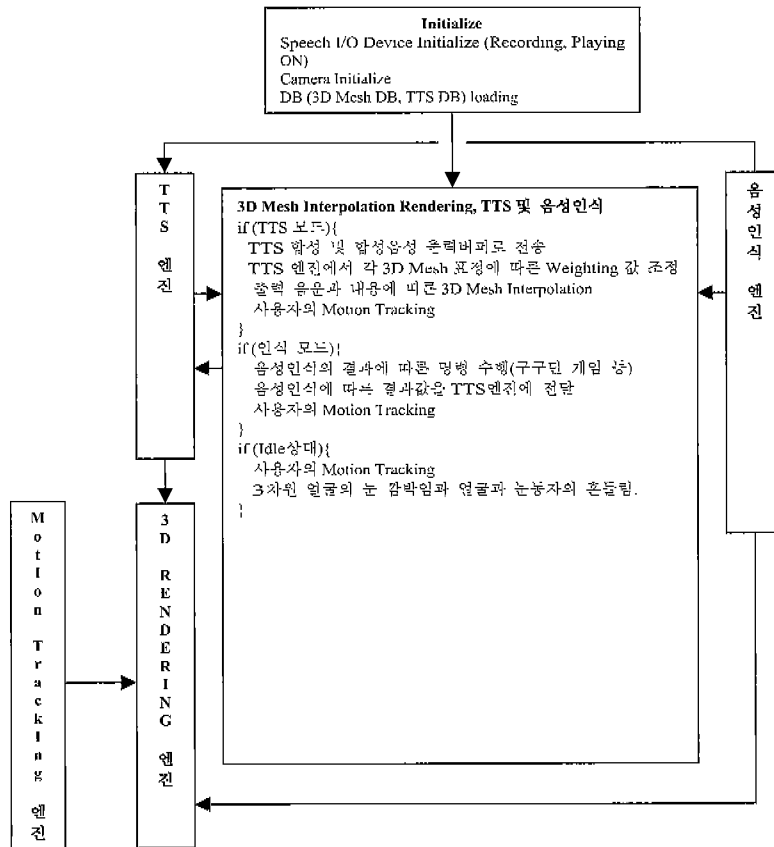 Initialize
Speech I/O Device Initialize (Recording, Playing
ON)
Camera Initialize
DB (3D Mesh DB, TTS DB) loading
TTS 엔진
3D Mesh Interpolation Rendering, TTS 및 음성인식
if (TTS 모드){
TTS 합성 및 합성음성 출력버퍼로 전송
TTS 엔진에서 각 3D Mesh 표정에 따른 Weighting 값 조정
출력 음운과 내용에 따른 3D Mesh Interpolation
사용자의 Motion Tracking
}
if (인식 모드){
음성인식의 결과에 따른 명령 수행(구구단 게임 등)
음성인식에 따른 결과값을 TTS엔진에 전달
사용자의 Motion Tracking
}
if (Idle상태){
사용자의 Motion Tracking
3차원 얼굴의 눈 깜박임과 얼굴과 눈동자의 흔들림.
}
음성인식 엔진
Motion Tracking 엔진
3D RENDERING 엔진